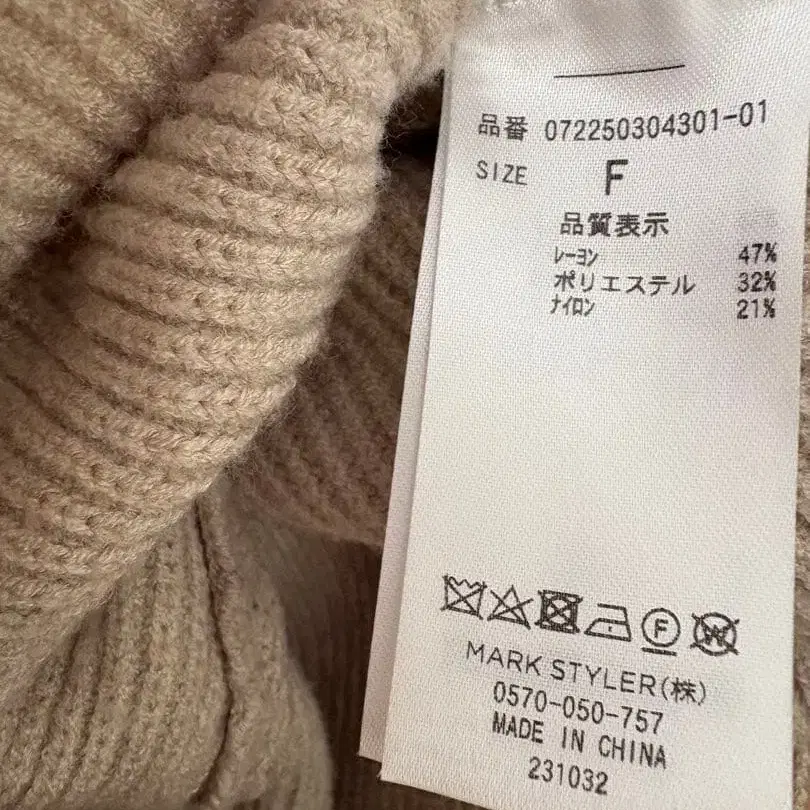 品番 072250304301-01
SIZE F
品質表示
レーヨン 47%
ポリエステル 32%
ナイロン 21%
F W
MARK STYLER(株)
0570-050-757
MADE IN CHINA
231032